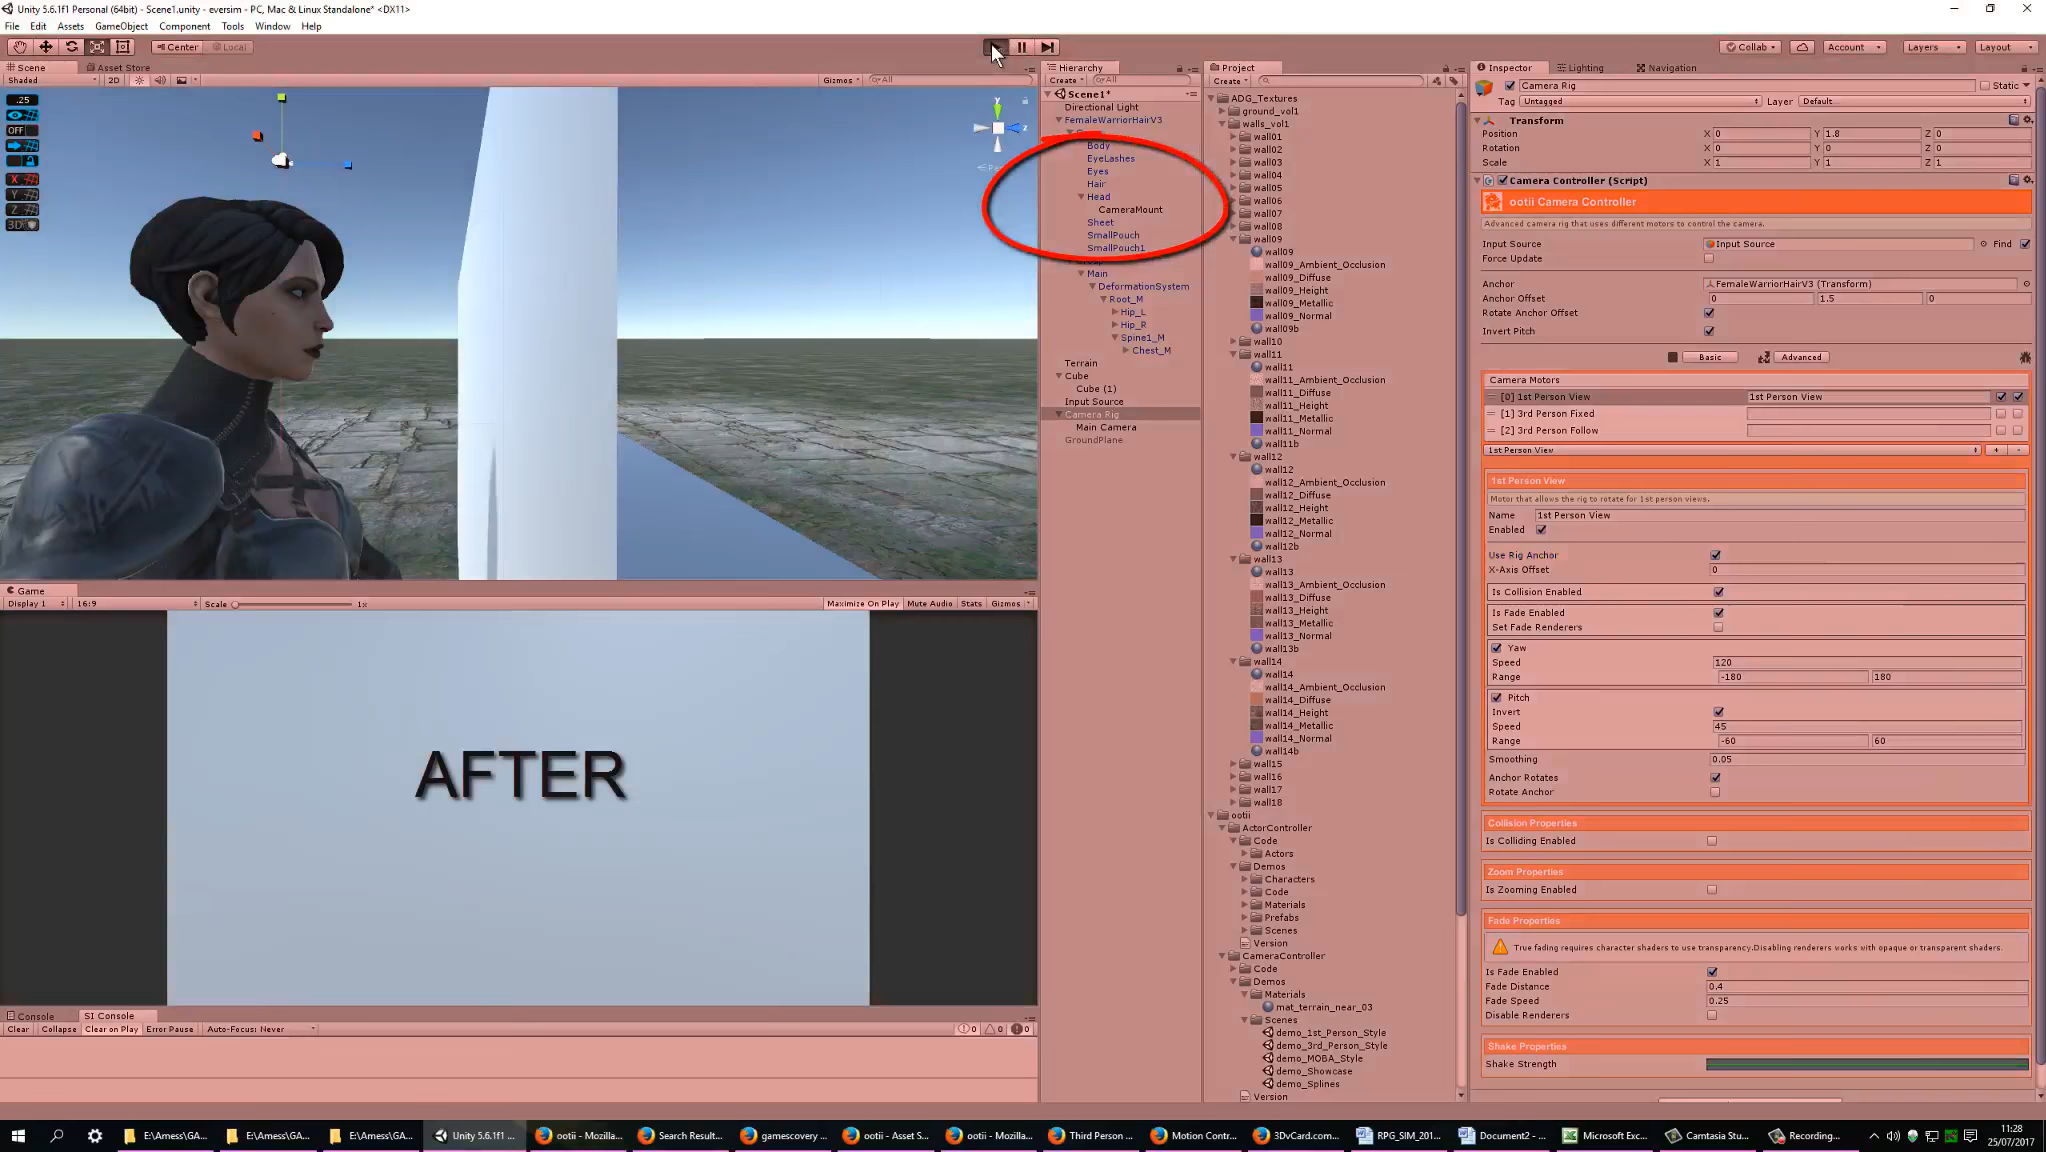 Unity 5.6.1f1 Personal (64bit) - Scene1.unity - eversim - PC, Mac & Linux Standalone* <DX11>
File Edit Assets GameObject Component Tools Window Help
Center Local
Collab Account Layers Layout
Scene Asset Store
Shaded 2D Gizmos All
.25
OFF
X
Y
Z
3D
y
z
Game
Display 1 16:9 Scale 1x Maximize On Play Mute Audio Stats Gizmos
AFTER
Console SI Console
Clear Collapse Clear on Play Error Pause Auto-Focus: Never 0 0 0
Hierarchy
Create All
Scene1*
Directional Light
FemaleWarriorHairV3
Body
EyeLashes
Eyes
Hair
Head
CameraMount
Sheet
SmallPouch
SmallPouch1
Main
DeformationSystem
Root_M
Hip_L
Hip_R
Spine1_M
Chest_M
Terrain
Cube
Cube (1)
Input Source
Camera Rig
Main Camera
GroundPlane
Project
Create
ADG_Textures
ground_vol1
walls_vol1
wall01
wall02
wall03
wall04
wall05
wall06
wall07
wall08
wall09
wall09
wall09_Ambient_Occlusion
wall09_Diffuse
wall09_Height
wall09_Metallic
wall09_Normal
wall09b
wall10
wall11
wall11
wall11_Ambient_Occlusion
wall11_Diffuse
wall11_Height
wall11_Metallic
wall11_Normal
wall11b
wall12
wall12
wall12_Ambient_Occlusion
wall12_Diffuse
wall12_Height
wall12_Metallic
wall12_Normal
wall12b
wall13
wall13
wall13_Ambient_Occlusion
wall13_Diffuse
wall13_Height
wall13_Metallic
wall13_Normal
wall13b
wall14
wall14
wall14_Ambient_Occlusion
wall14_Diffuse
wall14_Height
wall14_Metallic
wall14_Normal
wall14b
wall15
wall16
wall17
wall18
ootii
ActorController
Code
Actors
Demos
Characters
Code
Materials
Prefabs
Scenes
Version
CameraController
Code
Demos
Materials
mat_terrain_near_03
Scenes
demo_1st_Person_Style
demo_3rd_Person_Style
demo_MOBA_Style
demo_Showcase
demo_Splines
Version
Inspector Lighting Navigation
Camera Rig Static
Tag Untagged Layer Default
Transform
Position X 0 Y 1.8 Z 0
Rotation X 0 Y 0 Z 0
Scale X 1 Y 1 Z 1
Camera Controller (Script)
ootii Camera Controller
Advanced camera rig that uses different motors to control the camera.
Input Source Input Source Find
Force Update
Anchor FemaleWarriorHairV3 (Transform)
Anchor Offset 0 1.5 0
Rotate Anchor Offset
Invert Pitch
Basic Advanced
Camera Motors
[0] 1st Person View 1st Person View
[1] 3rd Person Fixed
[2] 3rd Person Follow
1st Person View + -
1st Person View
Motor that allows the rig to rotate for 1st person views.
Name 1st Person View
Enabled
Use Rig Anchor
X-Axis Offset 0
Is Collision Enabled
Is Fade Enabled
Set Fade Renderers
Yaw
Speed 120
Range -180 180
Pitch
Invert
Speed 45
Range -60 60
Smoothing 0.05
Anchor Rotates
Rotate Anchor
Collision Properties
Is Colliding Enabled
Zoom Properties
Is Zooming Enabled
Fade Properties
True fading requires character shaders to use transparency.Disabling renderers works with opaque or transparent shaders.
Is Fade Enabled
Fade Distance 0.4
Fade Speed 0.25
Disable Renderers
Shake Properties
Shake Strength
E:\Amess\GA... E:\Amess\GA... E:\Amess\GA... Unity 5.6.1f1 ... ootii - Mozilla... Search Result... gamescovery ... ootii - Asset S... ootii - Mozilla... Third Person ... Motion Contr... 3DvCard.com... RPG_SIM_201... Document2 - ... Microsoft Exc... Camtasia Stu... Recording...
11:28
25/07/2017